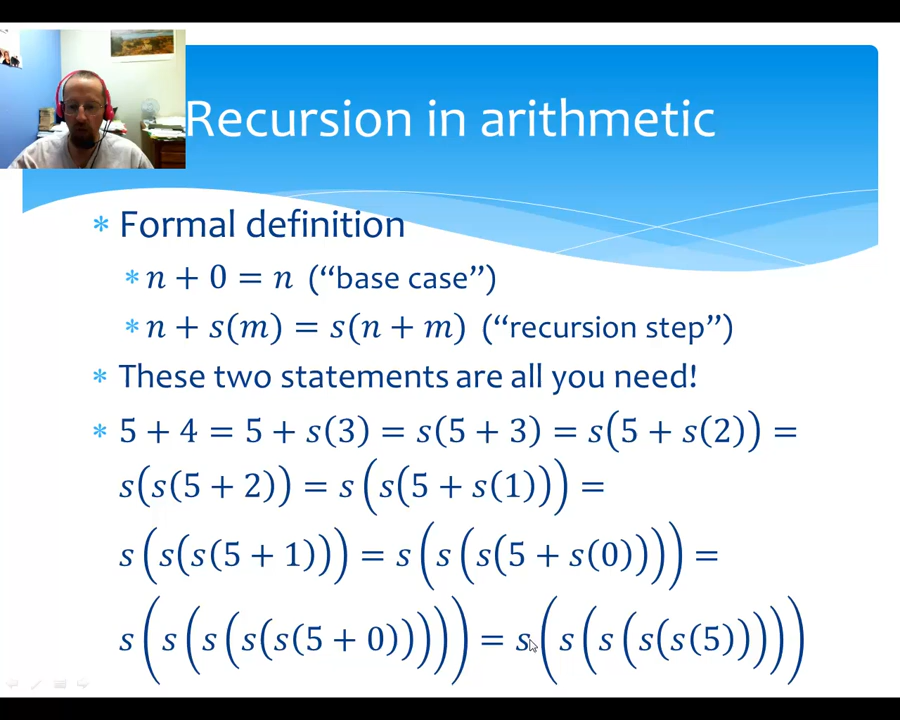 Recursion in arithmetic
* Formal definition
* n + 0 = n ("base case")
* n + s(m) = s(n + m) ("recursion step")
* These two statements are all you need!
* 5 + 4 = 5 + s(3) = s(5 + 3) = s(5 + s(2)) =
s(s(5 + 2)) = s(s(5 + s(1))) =
s(s(s(5 + 1))) = s(s(s(5 + s(0)))) =
s(s(s(s(s(5 + 0))))) = s(s(s(s(s(5)))))